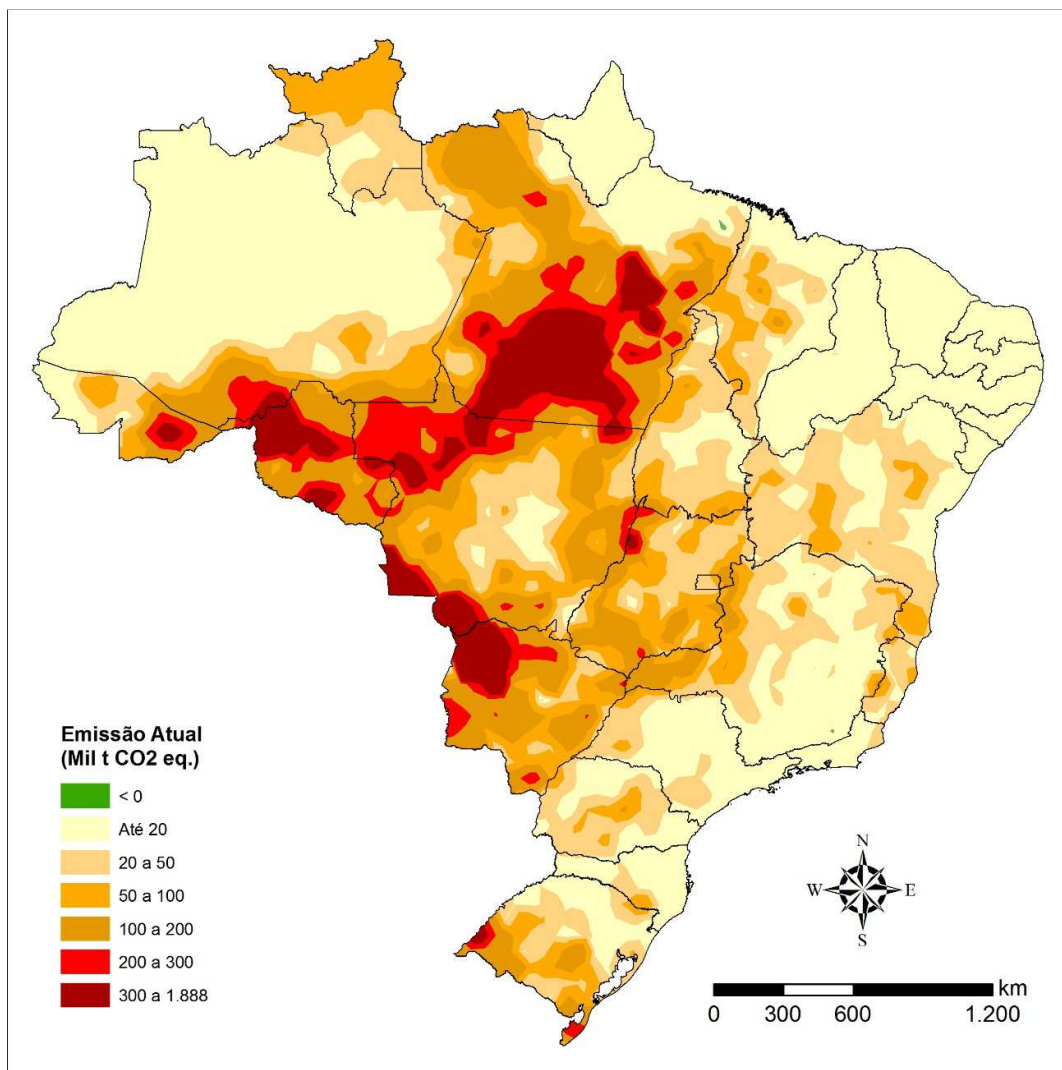 Emissão Atual
(Mil t CO2 eq.)
< 0
Até 20
20 a 50
50 a 100
100 a 200
200 a 300
300 a 1.888
N
W E
S
km
0 300 600 1.200